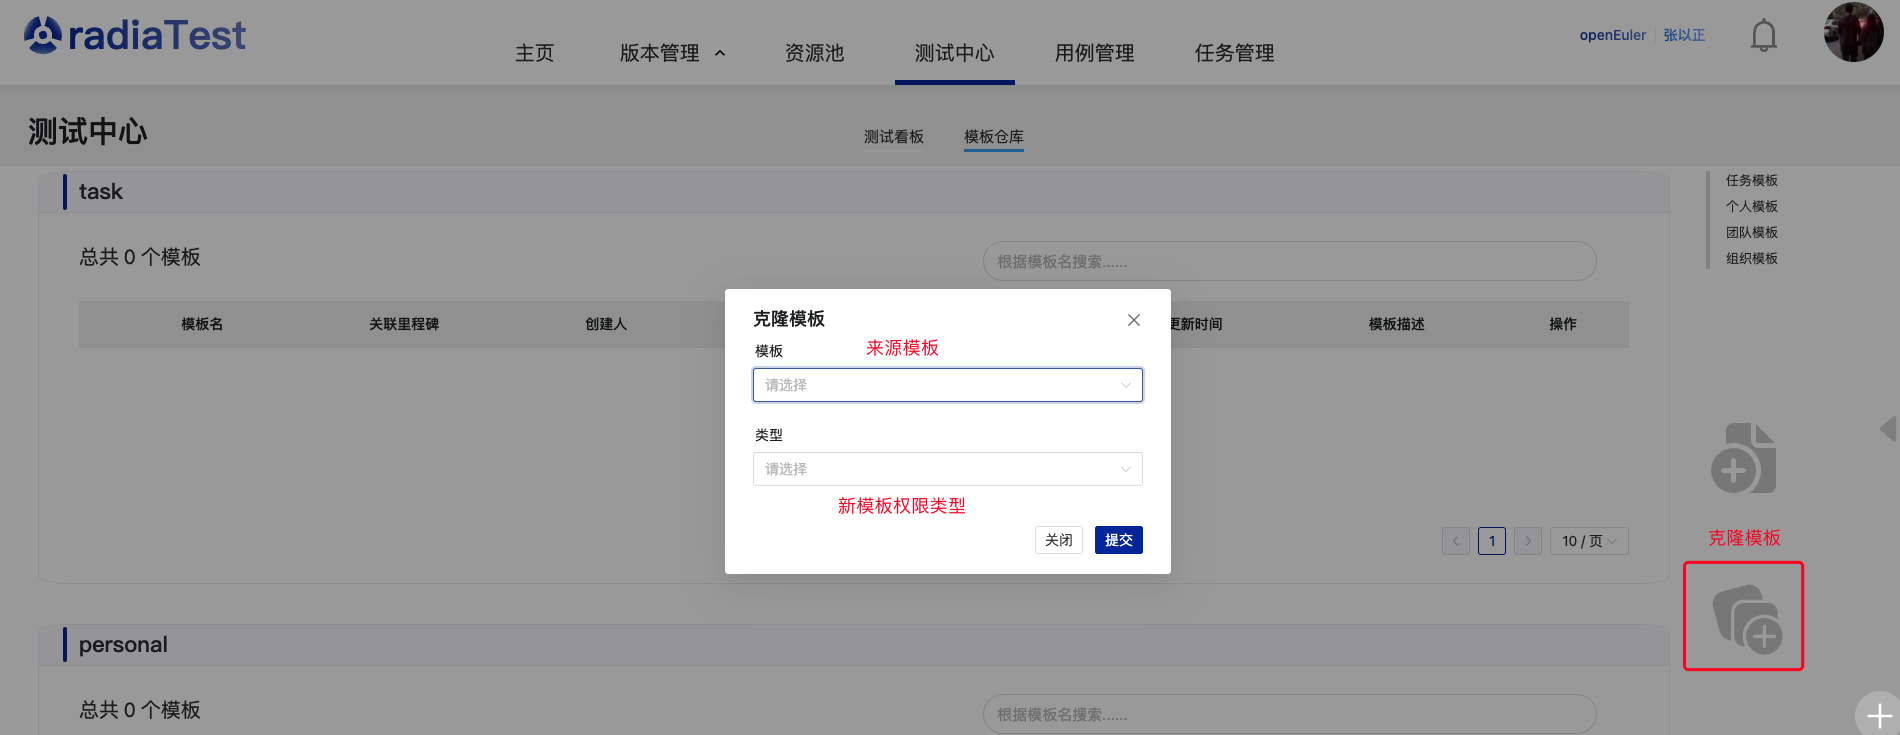 radiaTest
主页
版本管理
资源池
测试中心
用例管理
任务管理
openEuler
张以正
测试中心
测试看板
模板仓库
task
任务模板
个人模板
团队模板
组织模板
总共 0 个模板
根据模板名搜索......
模板名
关联里程碑
创建人
更新时间
模板描述
操作
克隆模板
模板
来源模板
请选择
类型
请选择
新模板权限类型
关闭
提交
1
10 / 页
克隆模板
personal
总共 0 个模板
根据模板名搜索......